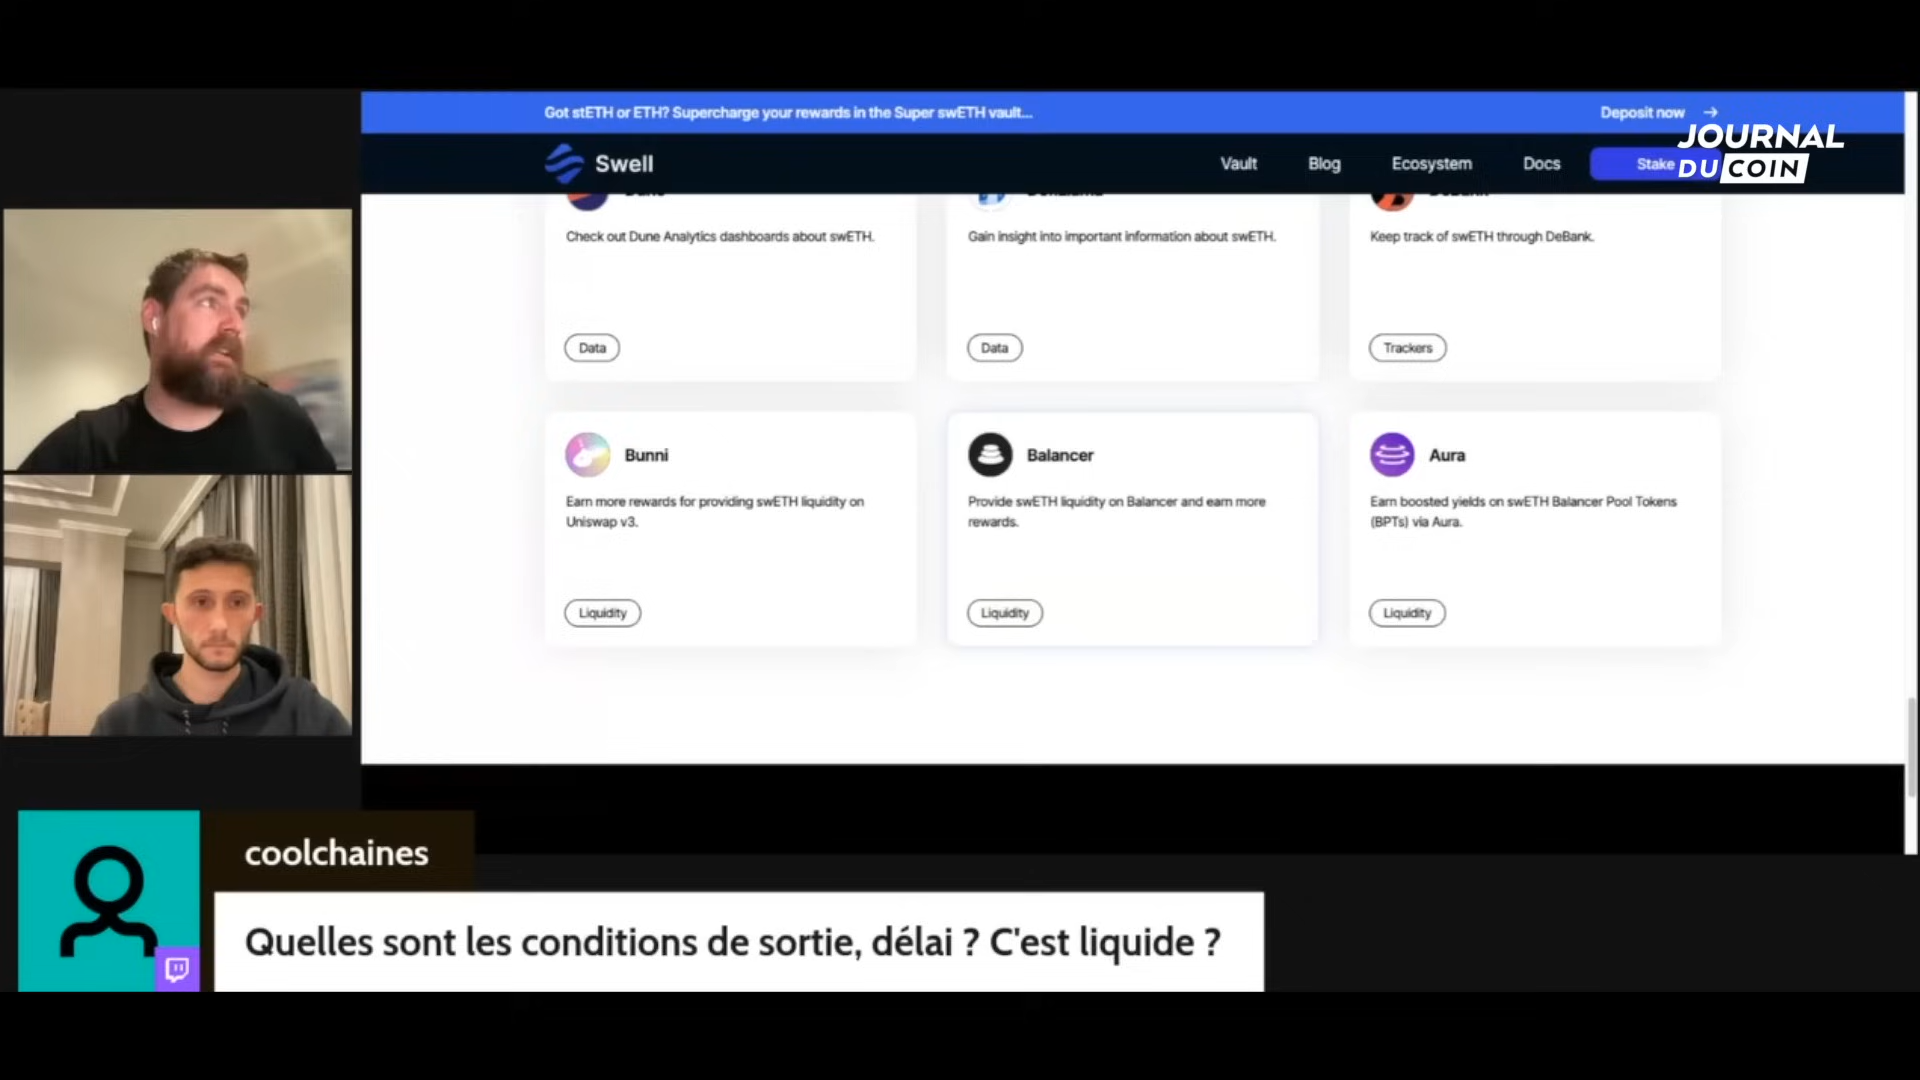 Got stETH or ETH? Supercharge your rewards in the Super swETH vault...
Deposit now
JOURNAL
DU COIN
Swell
Vault
Blog
Ecosystem
Docs
Stake
Check out Dune Analytics dashboards about swETH.
Gain insight into important information about swETH.
Keep track of swETH through DeBank.
Data
Data
Trackers
Bunni
Balancer
Aura
Earn more rewards for providing swETH liquidity on
Uniswap v3.
Provide swETH liquidity on Balancer and earn more
rewards.
Earn boosted yields on swETH Balancer Pool Tokens
(BPTs) via Aura.
Liquidity
Liquidity
Liquidity
coolchaines
Quelles sont les conditions de sortie, délai ? C'est liquide ?